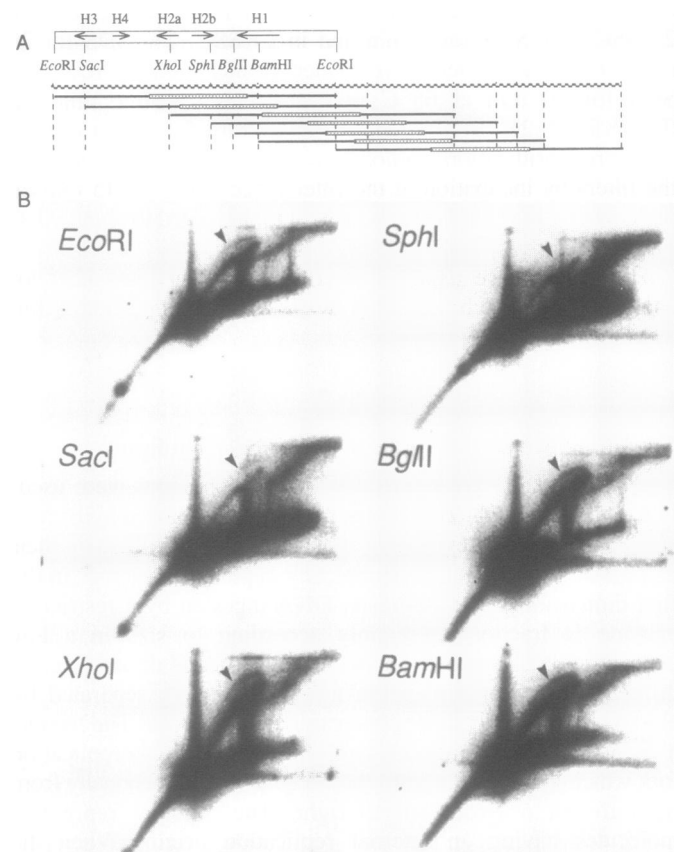 H3 H4 H2a H2b H1
A
EcoRI SacI XhoI SphI BglII BamHI EcoRI
B
EcoRI SphI
SacI BglII
XhoI BamHI